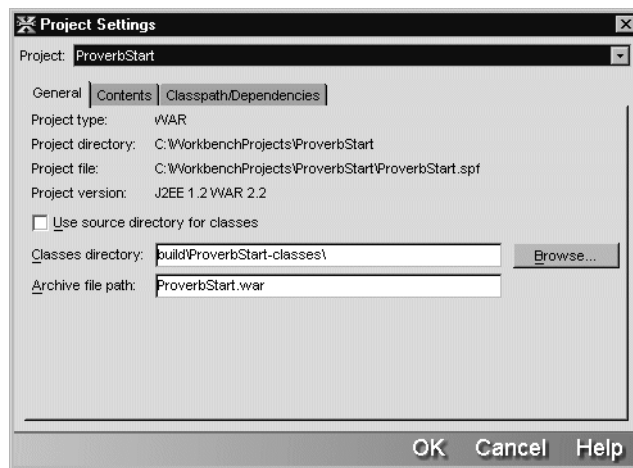 Project Settings
Project: ProverbStart
General Contents Classpath/Dependencies
Project type: WAR
Project directory: C:\WorkbenchProjects\ProverbStart
Project file: C:\WorkbenchProjects\ProverbStart\ProverbStart.spf
Project version: J2EE 1.2 WAR 2.2
Use source directory for classes
Classes directory: build\ProverbStart-classes\ Browse...
Archive file path: ProverbStart.war
OK Cancel Help